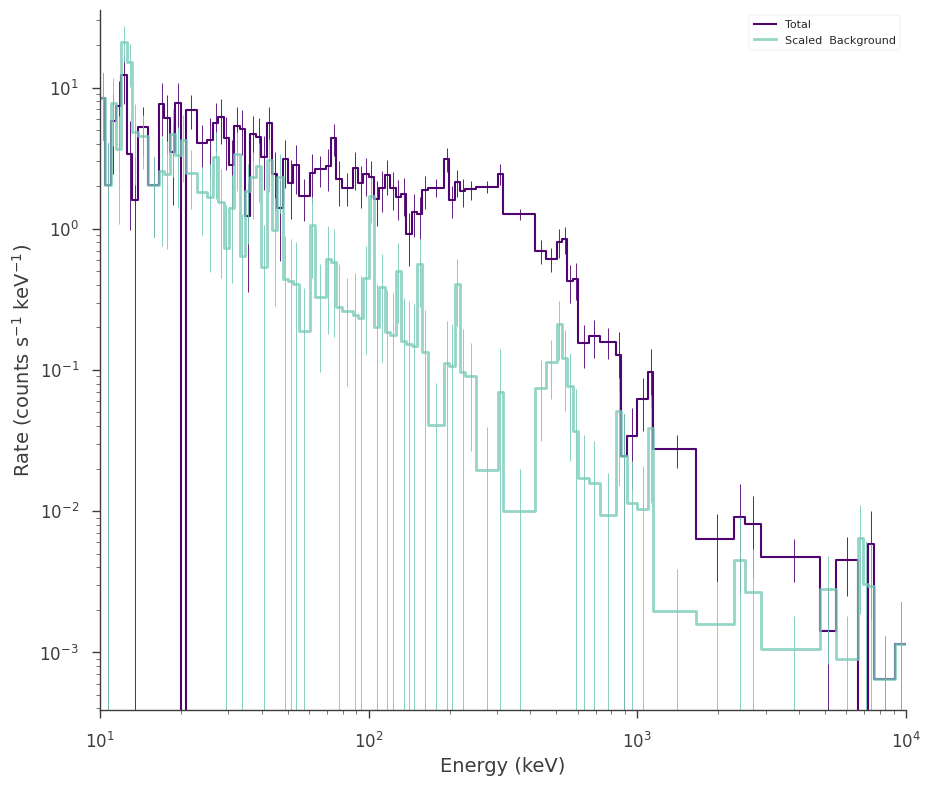 Total
Scaled  Background
10¹
10⁰
10⁻¹
10⁻²
10⁻³
Rate (counts s⁻¹ keV⁻¹)
10¹ 10² 10³ 10⁴
Energy (keV)